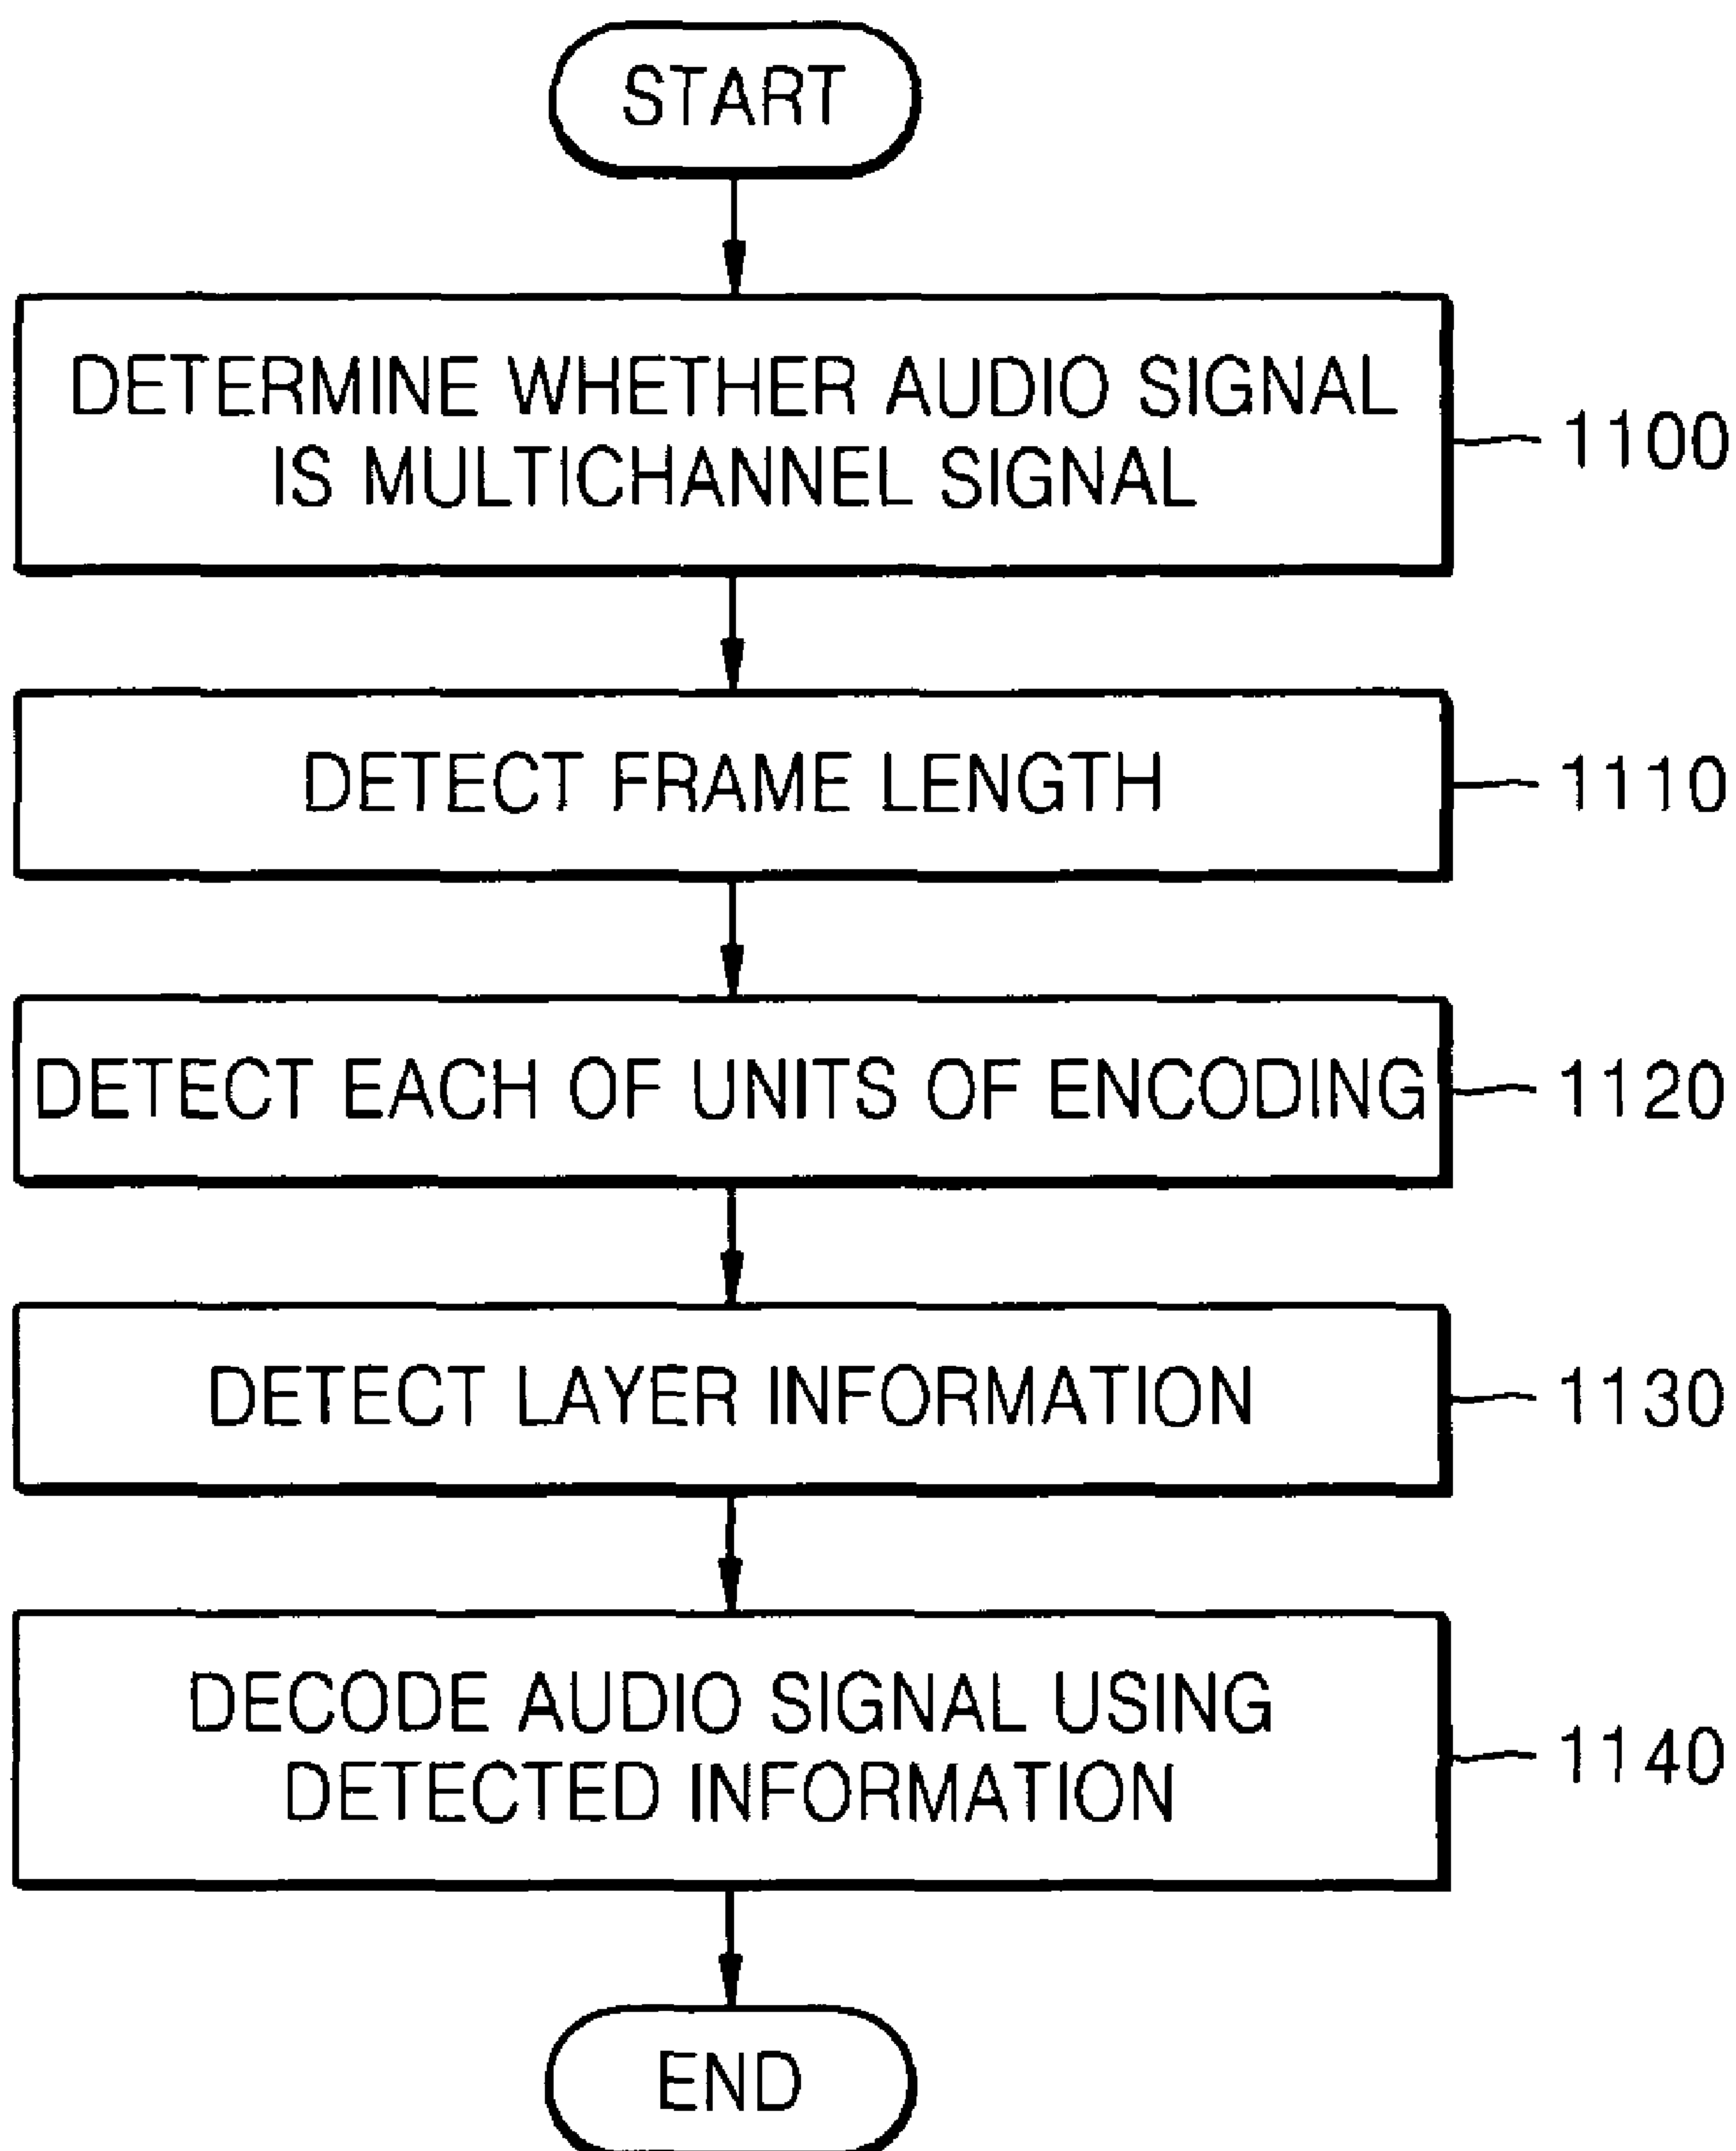 START
DETERMINE WHETHER AUDIO SIGNAL
IS MULTICHANNEL SIGNAL
1100
DETECT FRAME LENGTH
1110
DETECT EACH OF UNITS OF ENCODING
1120
DETECT LAYER INFORMATION
1130
DECODE AUDIO SIGNAL USING
DETECTED INFORMATION
1140
END